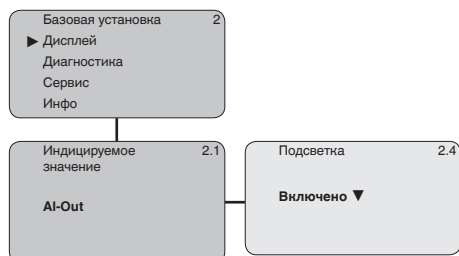 Базовая установка 2
▶ Дисплей
Диагностика
Сервис
Инфо
Индицируемое 2.1
значение
AI-Out
Подсветка 2.4
Включено ▼